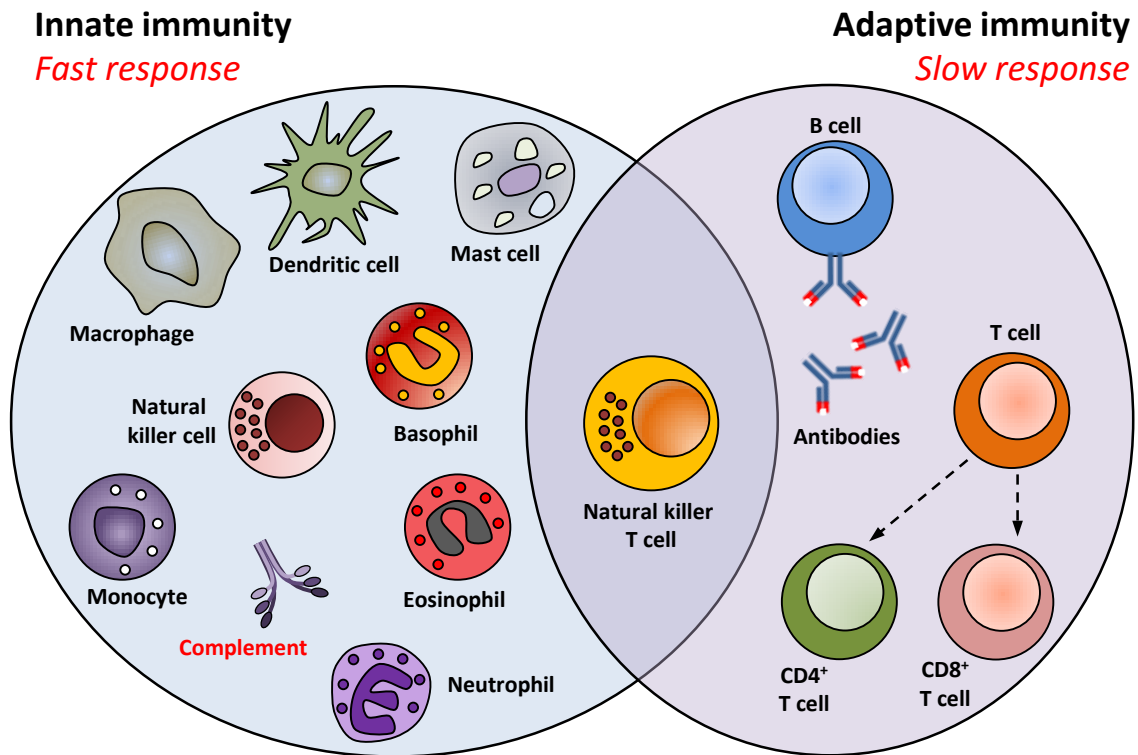 Innate immunity
Fast response
Adaptive immunity
Slow response
Macrophage
Dendritic cell
Mast cell
Natural
killer cell
Basophil
Monocyte
Complement
Eosinophil
Neutrophil
Natural killer
T cell
B cell
Antibodies
T cell
CD4⁺
T cell
CD8⁺
T cell